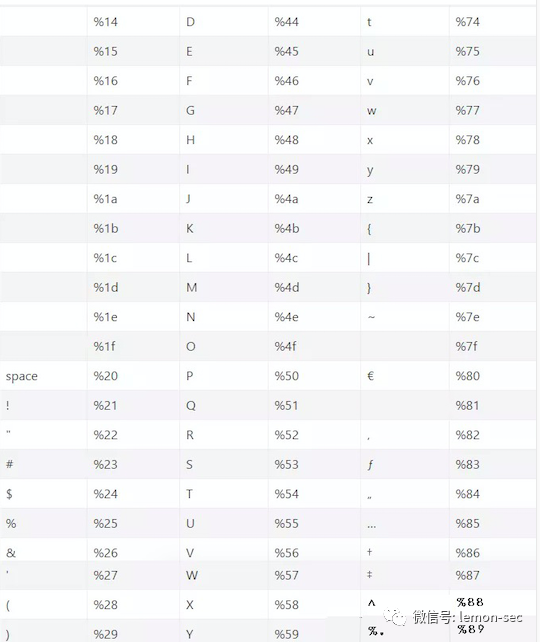 %14 D %44 t %74
%15 E %45 u %75
%16 F %46 v %76
%17 G %47 w %77
%18 H %48 x %78
%19 I %49 y %79
%1a J %4a z %7a
%1b K %4b { %7b
%1c L %4c | %7c
%1d M %4d } %7d
%1e N %4e ~ %7e
%1f O %4f %7f
space %20 P %50 € %80
! %21 Q %51 %81
" %22 R %52 ‚ %82
# %23 S %53 ƒ %83
$ %24 T %54 „ %84
% %25 U %55 … %85
& %26 V %56 † %86
' %27 W %57 ‡ %87
( %28 X %58 ^ %88
微信号: lemon-sec
) %29 Y %59 %. %89